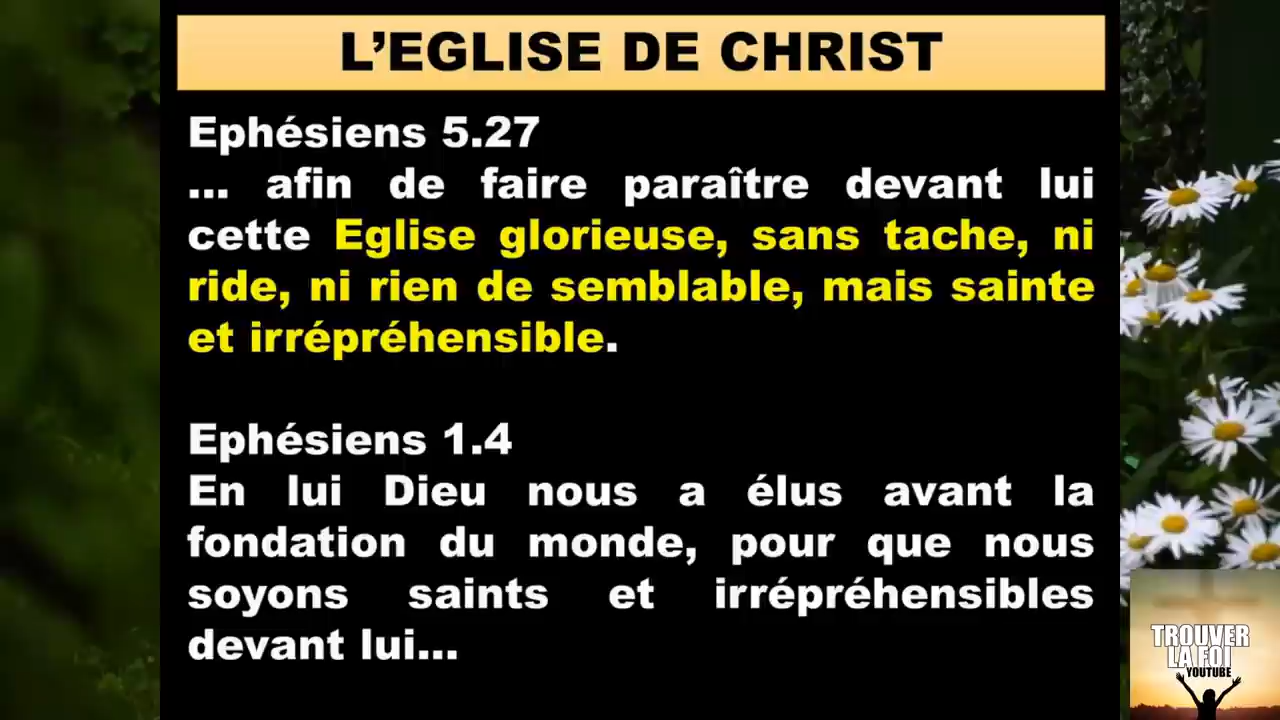 L’EGLISE DE CHRIST
Ephésiens 5.27
... afin de faire paraître devant lui
cette Eglise glorieuse, sans tache, ni
ride, ni rien de semblable, mais sainte
et irrépréhensible.
Ephésiens 1.4
En lui Dieu nous a élus avant la
fondation du monde, pour que nous
soyons saints et irrépréhensibles
devant lui...
TROUVER
LA FOI
YOUTUBE